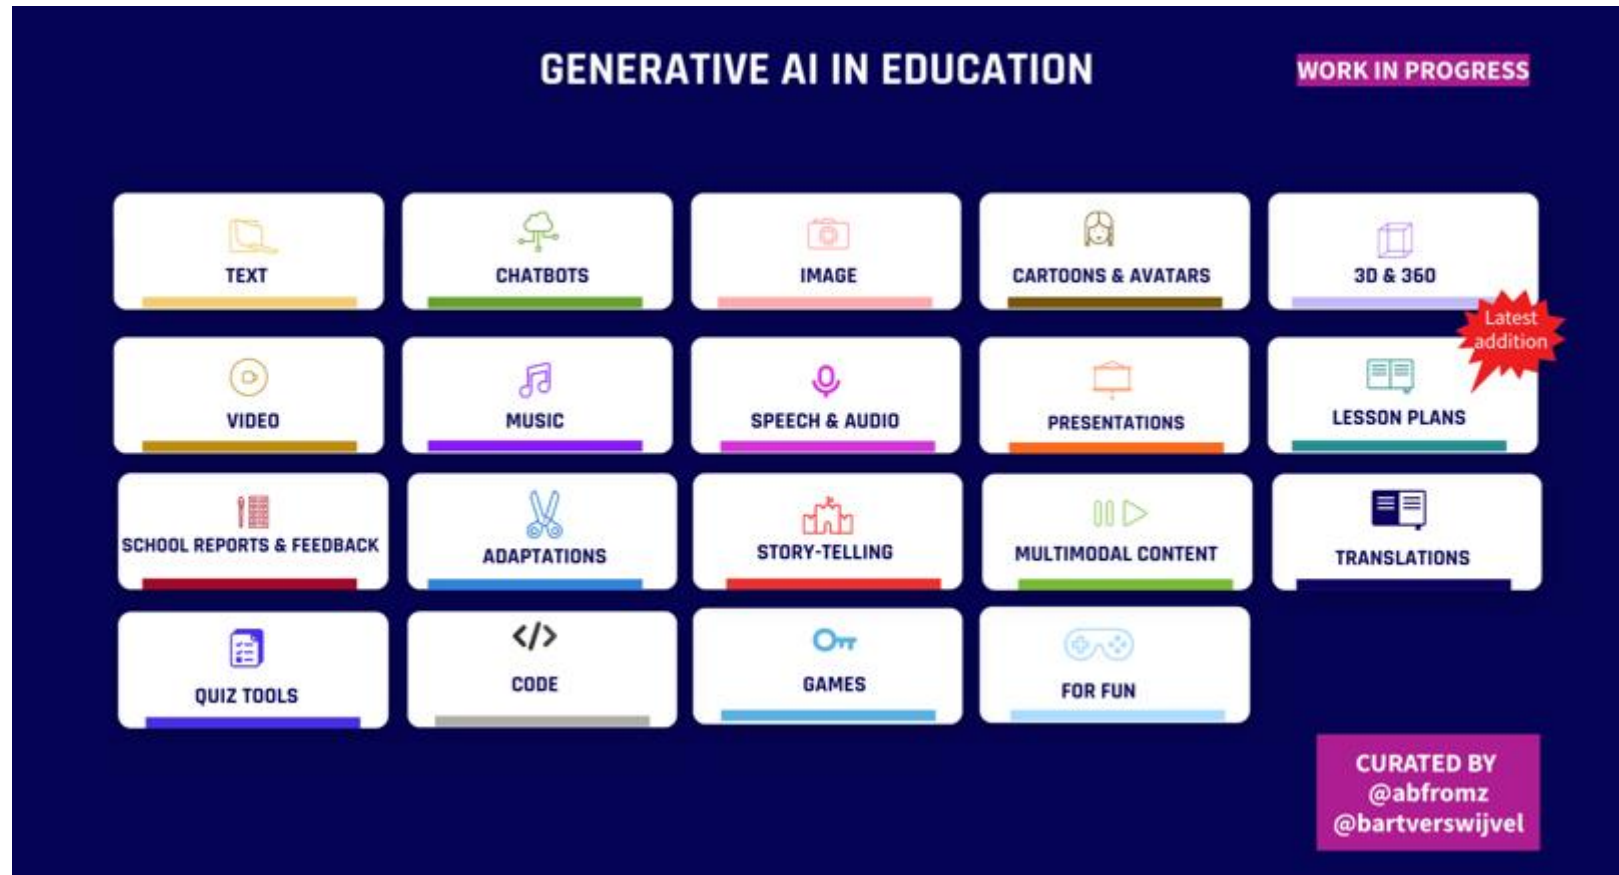 GENERATIVE AI IN EDUCATION
WORK IN PROGRESS
TEXT
CHATBOTS
IMAGE
CARTOONS & AVATARS
3D & 360
Latest
addition
VIDEO
MUSIC
SPEECH & AUDIO
PRESENTATIONS
LESSON PLANS
SCHOOL REPORTS & FEEDBACK
ADAPTATIONS
STORY-TELLING
MULTIMODAL CONTENT
TRANSLATIONS
QUIZ TOOLS
</>
CODE
GAMES
FOR FUN
CURATED BY
@abfromz
@bartverswijvel